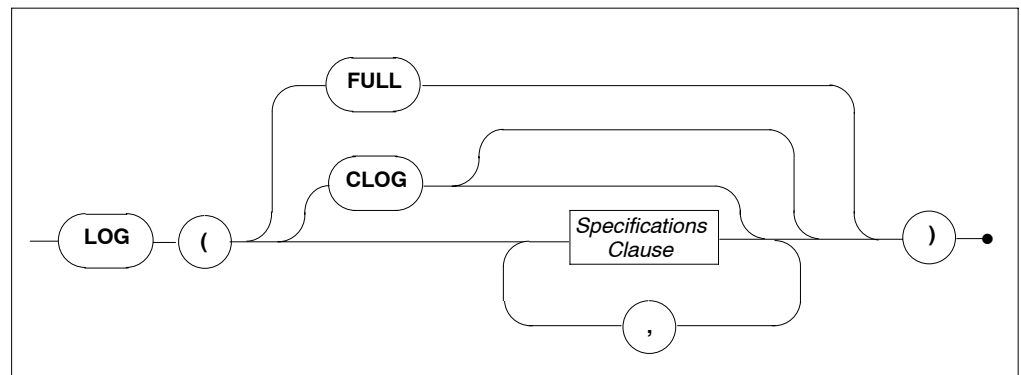 FULL
CLOG
LOG
(
Specifications
Clause
)
,